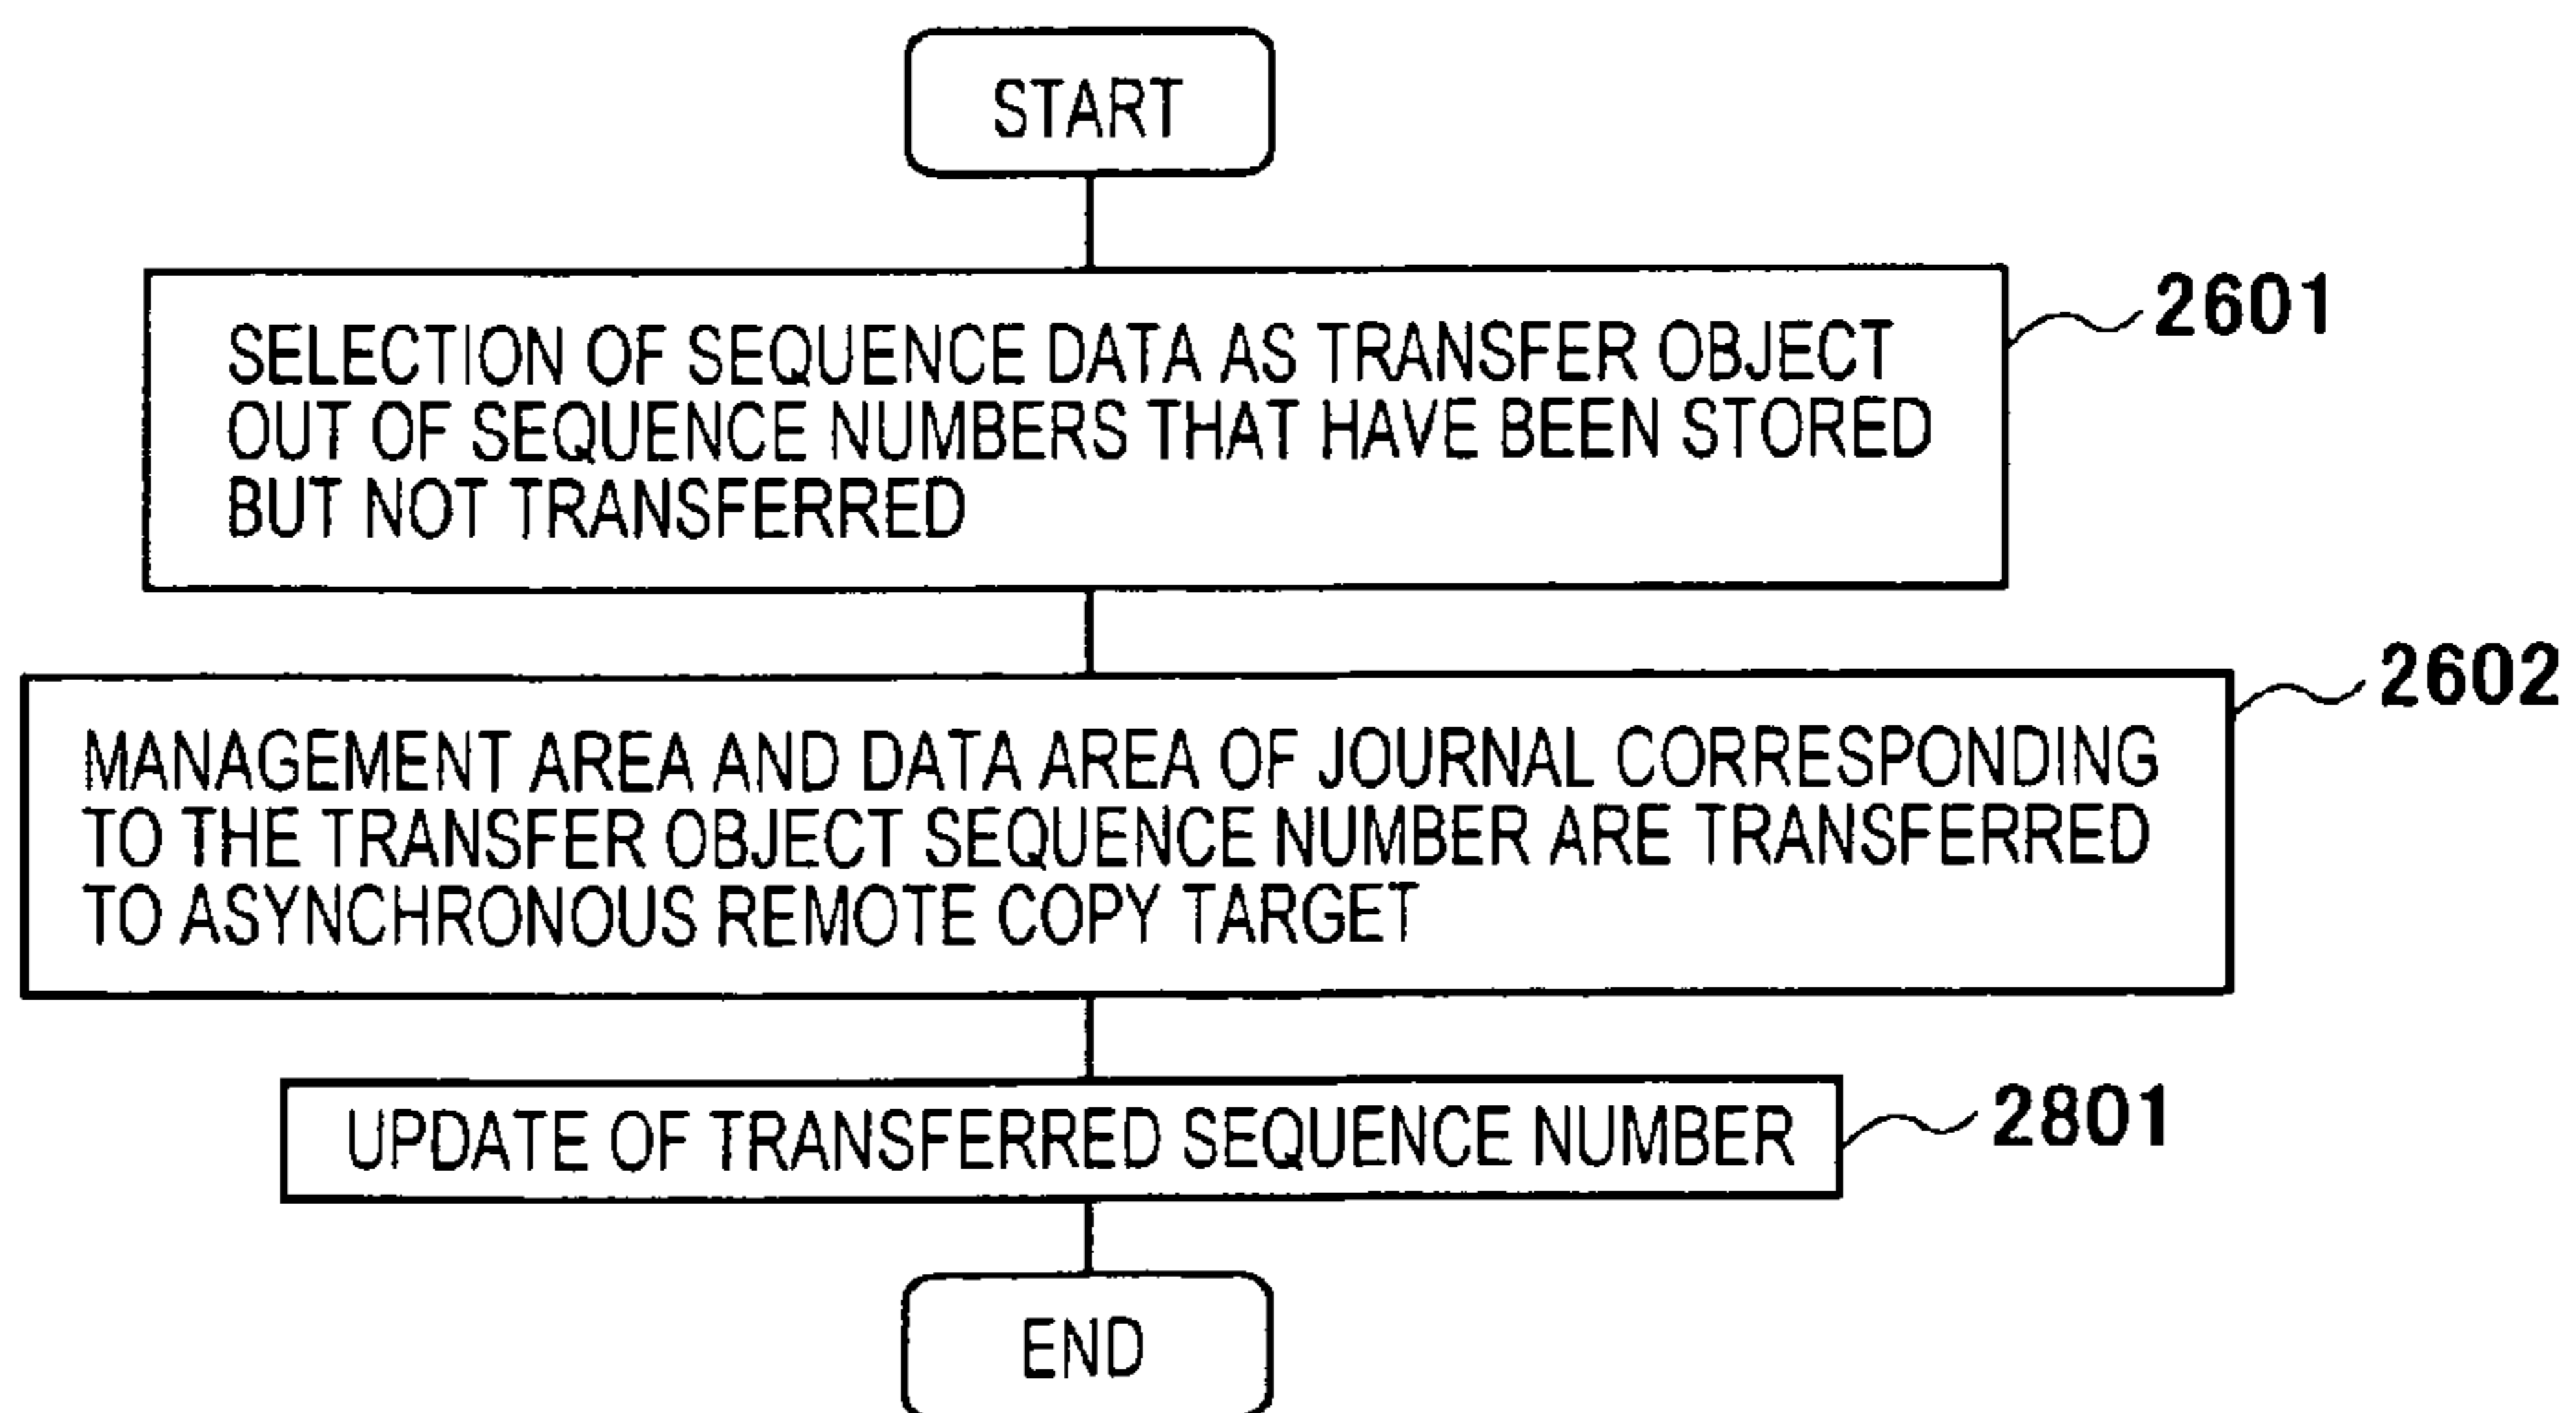 START
2601
SELECTION OF SEQUENCE DATA AS TRANSFER OBJECT
OUT OF SEQUENCE NUMBERS THAT HAVE BEEN STORED
BUT NOT TRANSFERRED
2602
MANAGEMENT AREA AND DATA AREA OF JOURNAL CORRESPONDING
TO THE TRANSFER OBJECT SEQUENCE NUMBER ARE TRANSFERRED
TO ASYNCHRONOUS REMOTE COPY TARGET
2801
UPDATE OF TRANSFERRED SEQUENCE NUMBER
END